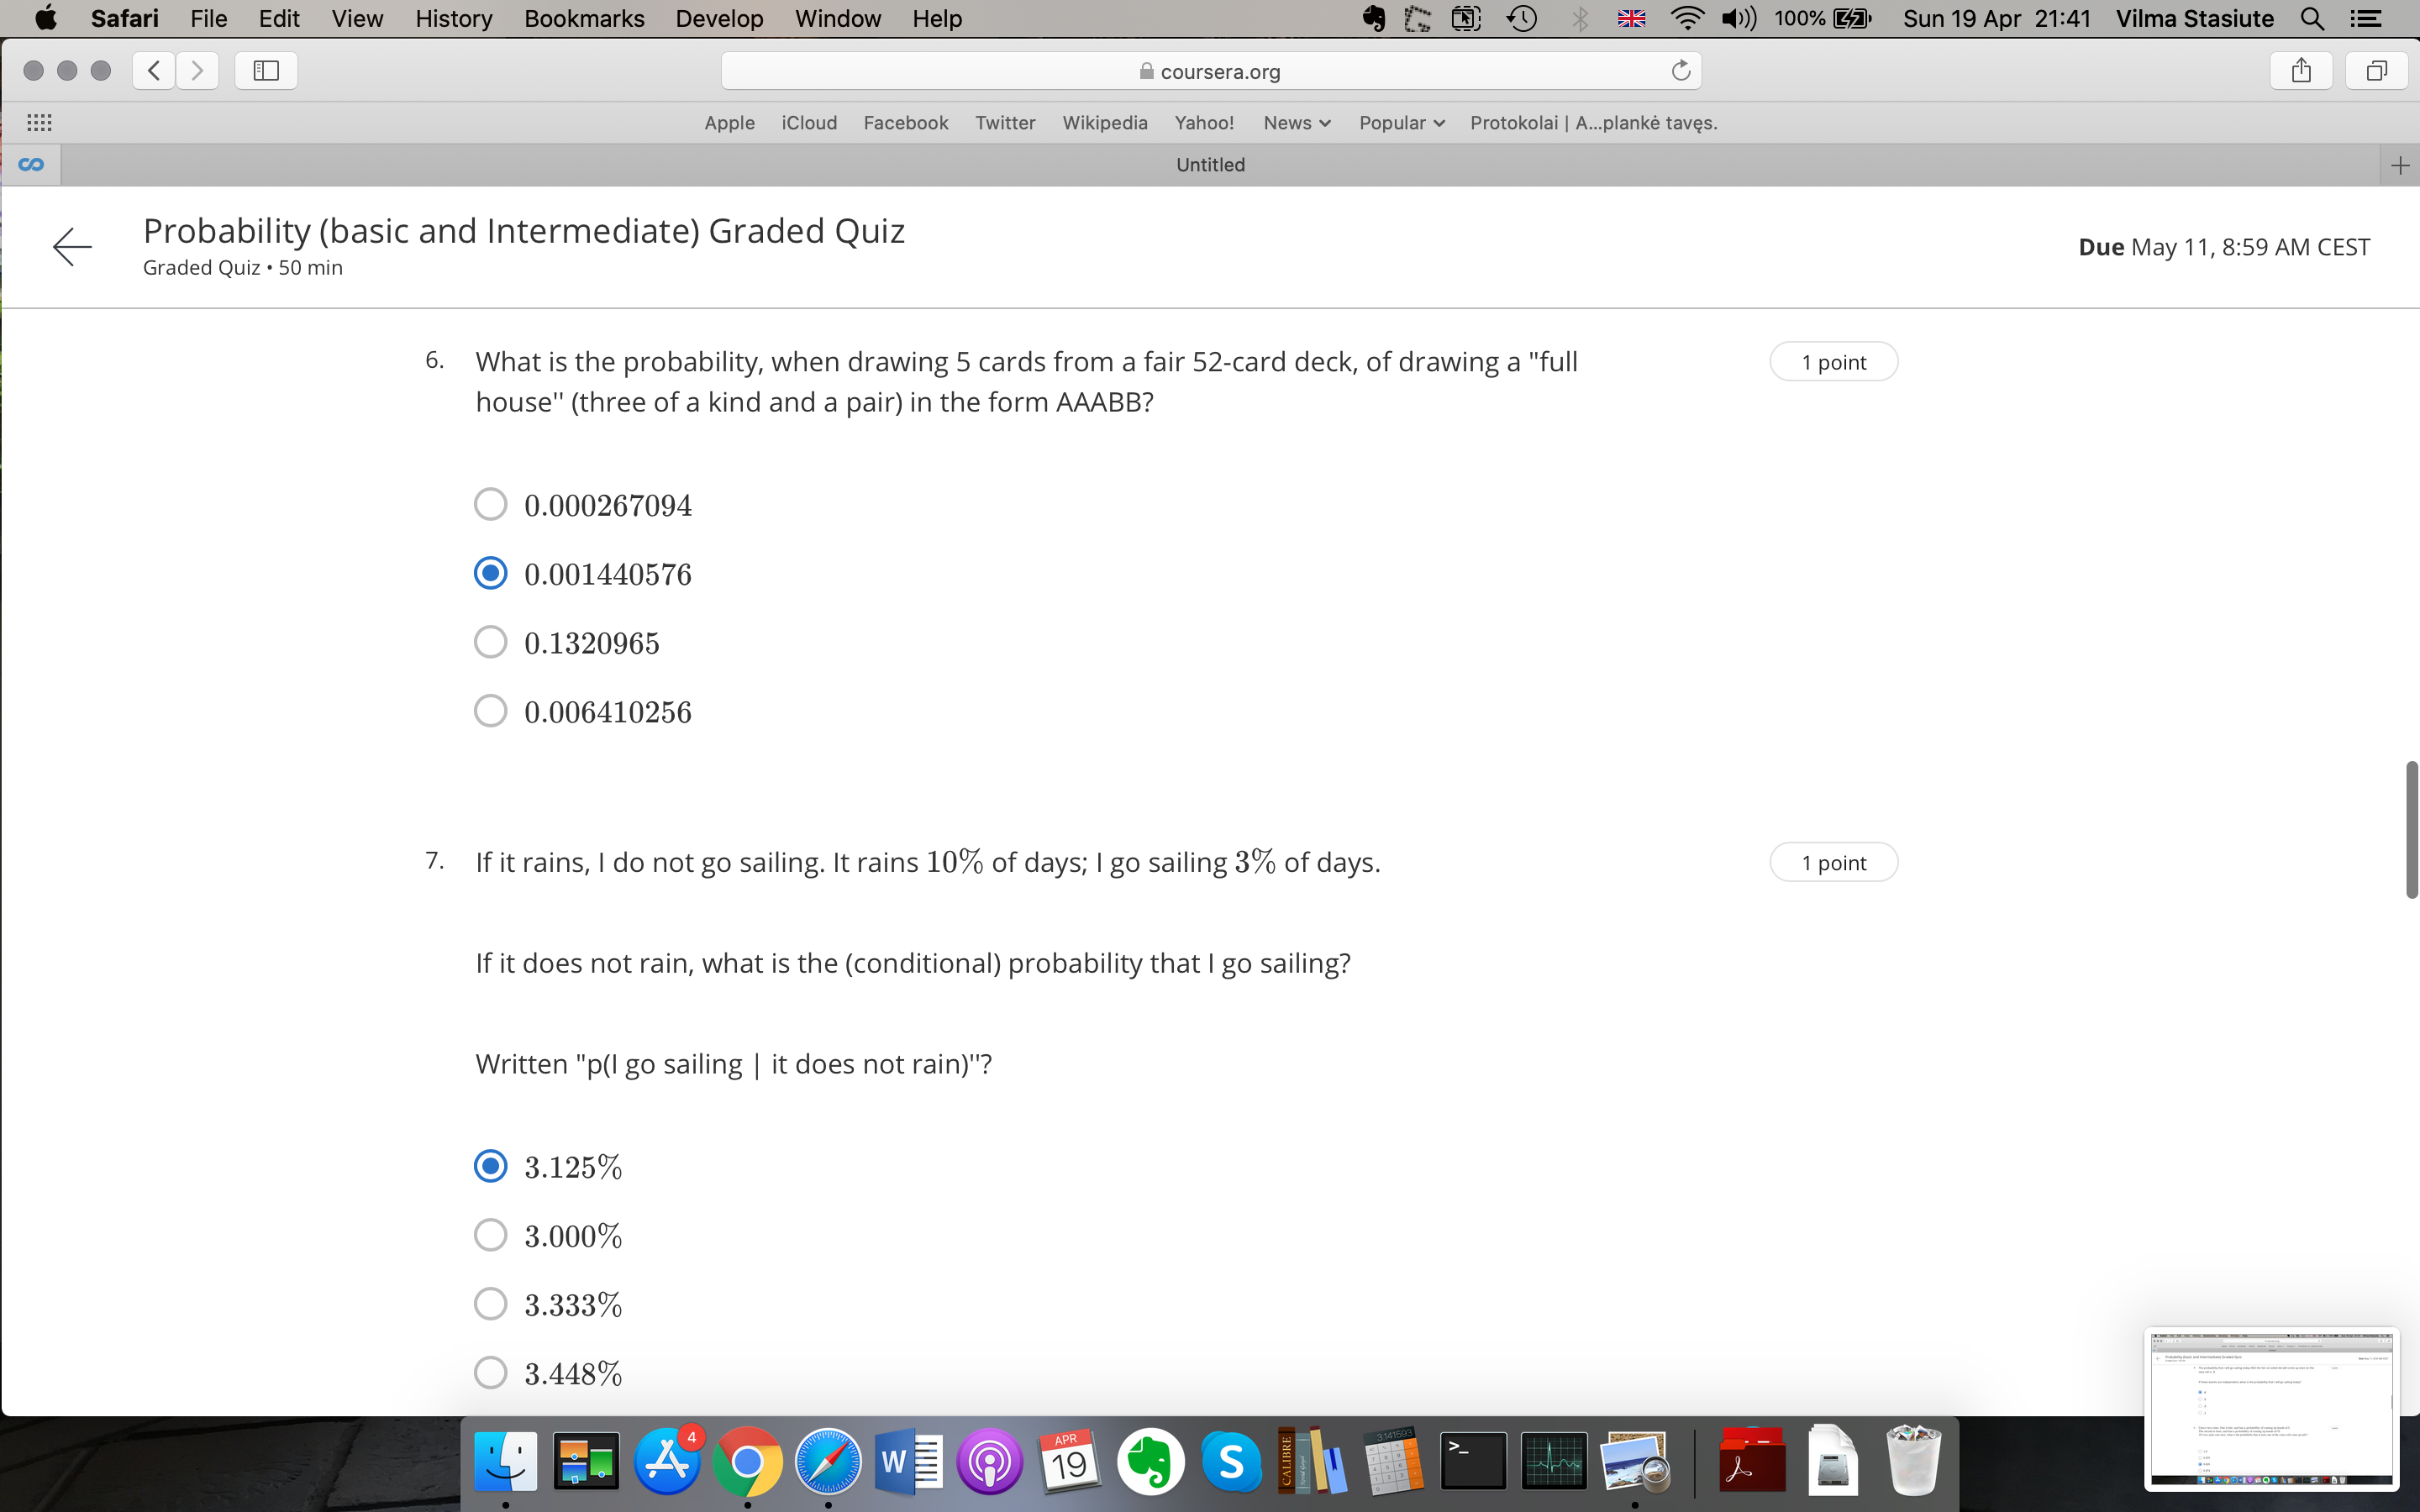 Safari File Edit View History Bookmarks Develop Window Help 100% Sun 19 Apr 21:41 Vilma Stasiute
coursera.org
Apple iCloud Facebook Twitter Wikipedia Yahoo! News Popular Protokolai | A...plankė tavęs.
Untitled
Probability (basic and Intermediate) Graded Quiz
Graded Quiz • 50 min
Due May 11, 8:59 AM CEST
6. What is the probability, when drawing 5 cards from a fair 52-card deck, of drawing a "full
house'' (three of a kind and a pair) in the form AAABB?
1 point
0.000267094
0.001440576
0.1320965
0.006410256
7. If it rains, I do not go sailing. It rains 10% of days; I go sailing 3% of days.
1 point
If it does not rain, what is the (conditional) probability that I go sailing?
Written "p(I go sailing | it does not rain)''?
3.125%
3.000%
3.333%
3.448%
4
W
APR
19
S
CALIBRE
3.141593
>_